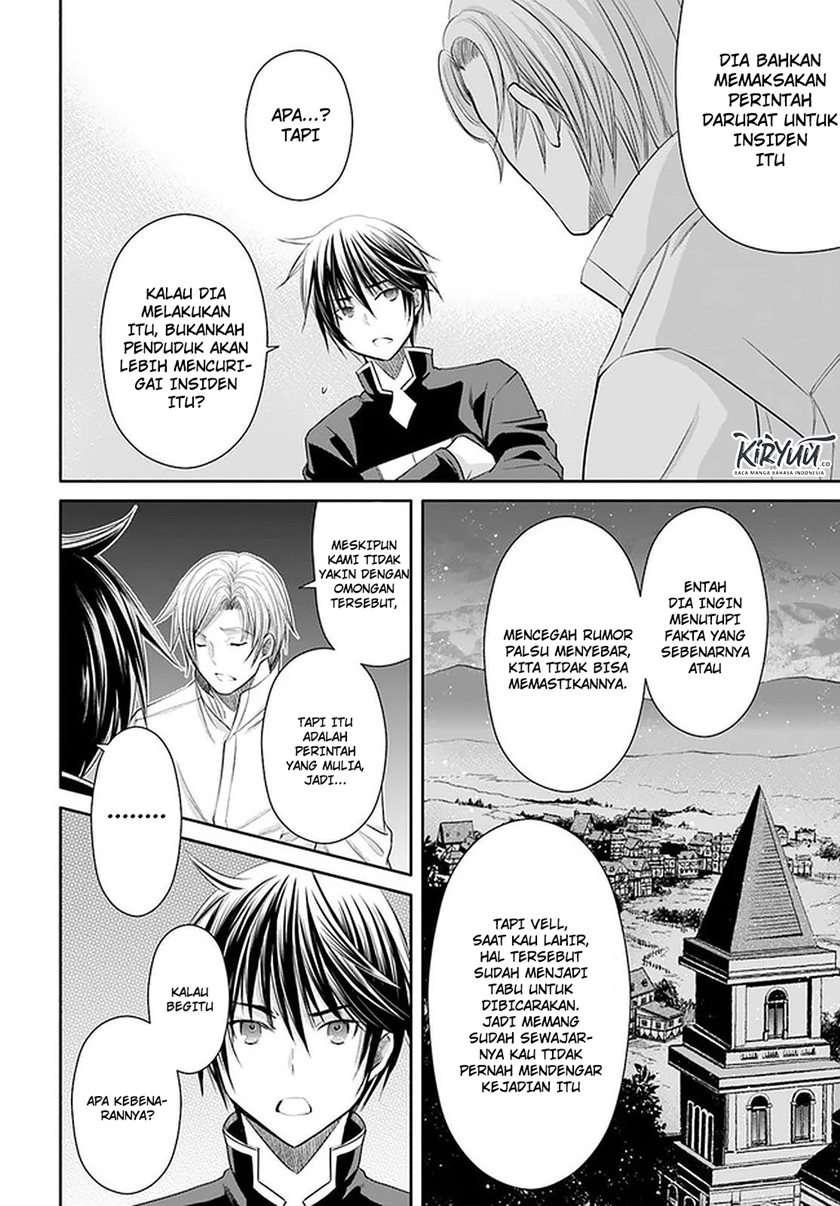 DIA BAHKAN
MEMAKSAKAN
PERINTAH
DARURAT UNTUK
INSIDEN
ITU
APA...?
TAPI
KALAU DIA
MELAKUKAN
ITU, BUKANKAH
PENDUDUK AKAN
LEBIH MENCURI-
GAI INSIDEN
ITU?
KIRYUU.CO
BACA MANGA BAHASA INDONESIA
ENTAH
DIA INGIN
MENUTUPI
FAKTA YANG
SEBENARNYA
ATAU
MENCEGAH RUMOR
PALSU MENYEBAR,
KITA TIDAK BISA
MEMASTIKANNYA.
TAPI VELL,
SAAT KAU LAHIR,
HAL TERSEBUT
SUDAH MENJADI
TABU UNTUK
DIBICARAKAN.
JADI MEMANG
SUDAH SEWAJAR-
NYA KAU TIDAK
PERNAH MENDENGAR
KEJADIAN ITU
MESKIPUN
KAMI TIDAK
YAKIN DENGAN
OMONGAN
TERSEBUT,
TAPI ITU
ADALAH
PERINTAH
YANG MULIA,
JADI...
........
KALAU
BEGITU
APA KEBENA-
RANNYA?